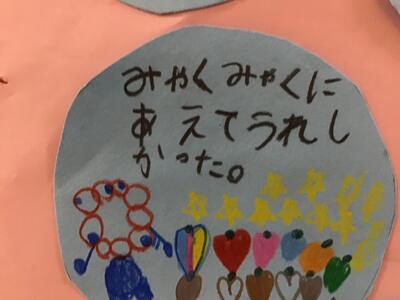 みゃくみゃくに
あえてうれし
かった。